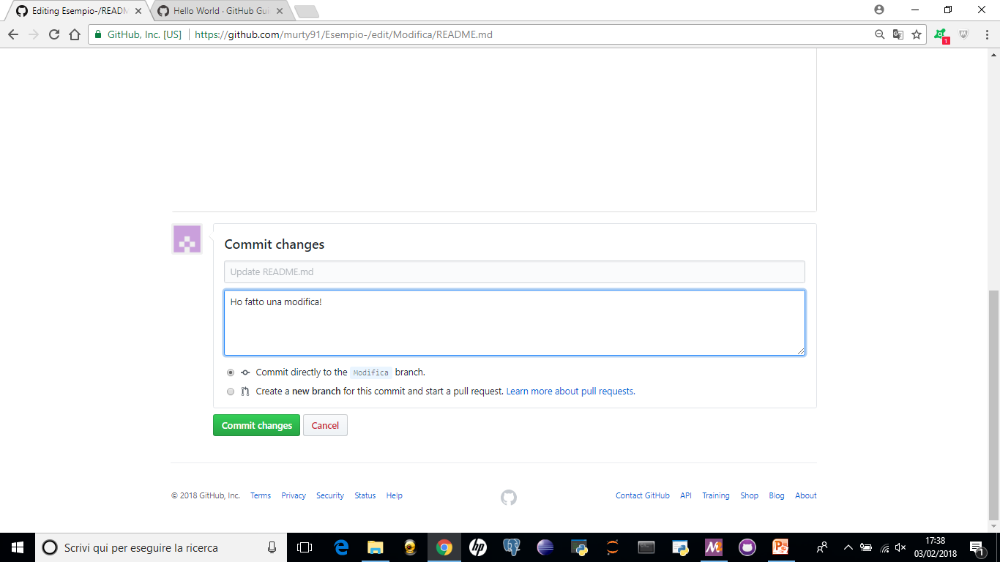 Editing Esempio-/READM
Hello World · GitHub Gui
GitHub, Inc. [US]
https://github.com/murty91/Esempio-/edit/Modifica/README.md
1
Commit changes
Update README.md
Ho fatto una modifica!
Commit directly to the Modifica branch.
Create a new branch for this commit and start a pull request. Learn more about pull requests.
Commit changes
Cancel
© 2018 GitHub, Inc. Terms Privacy Security Status Help
Contact GitHub API Training Shop Blog About
Scrivi qui per eseguire la ricerca
17:38
03/02/2018
1